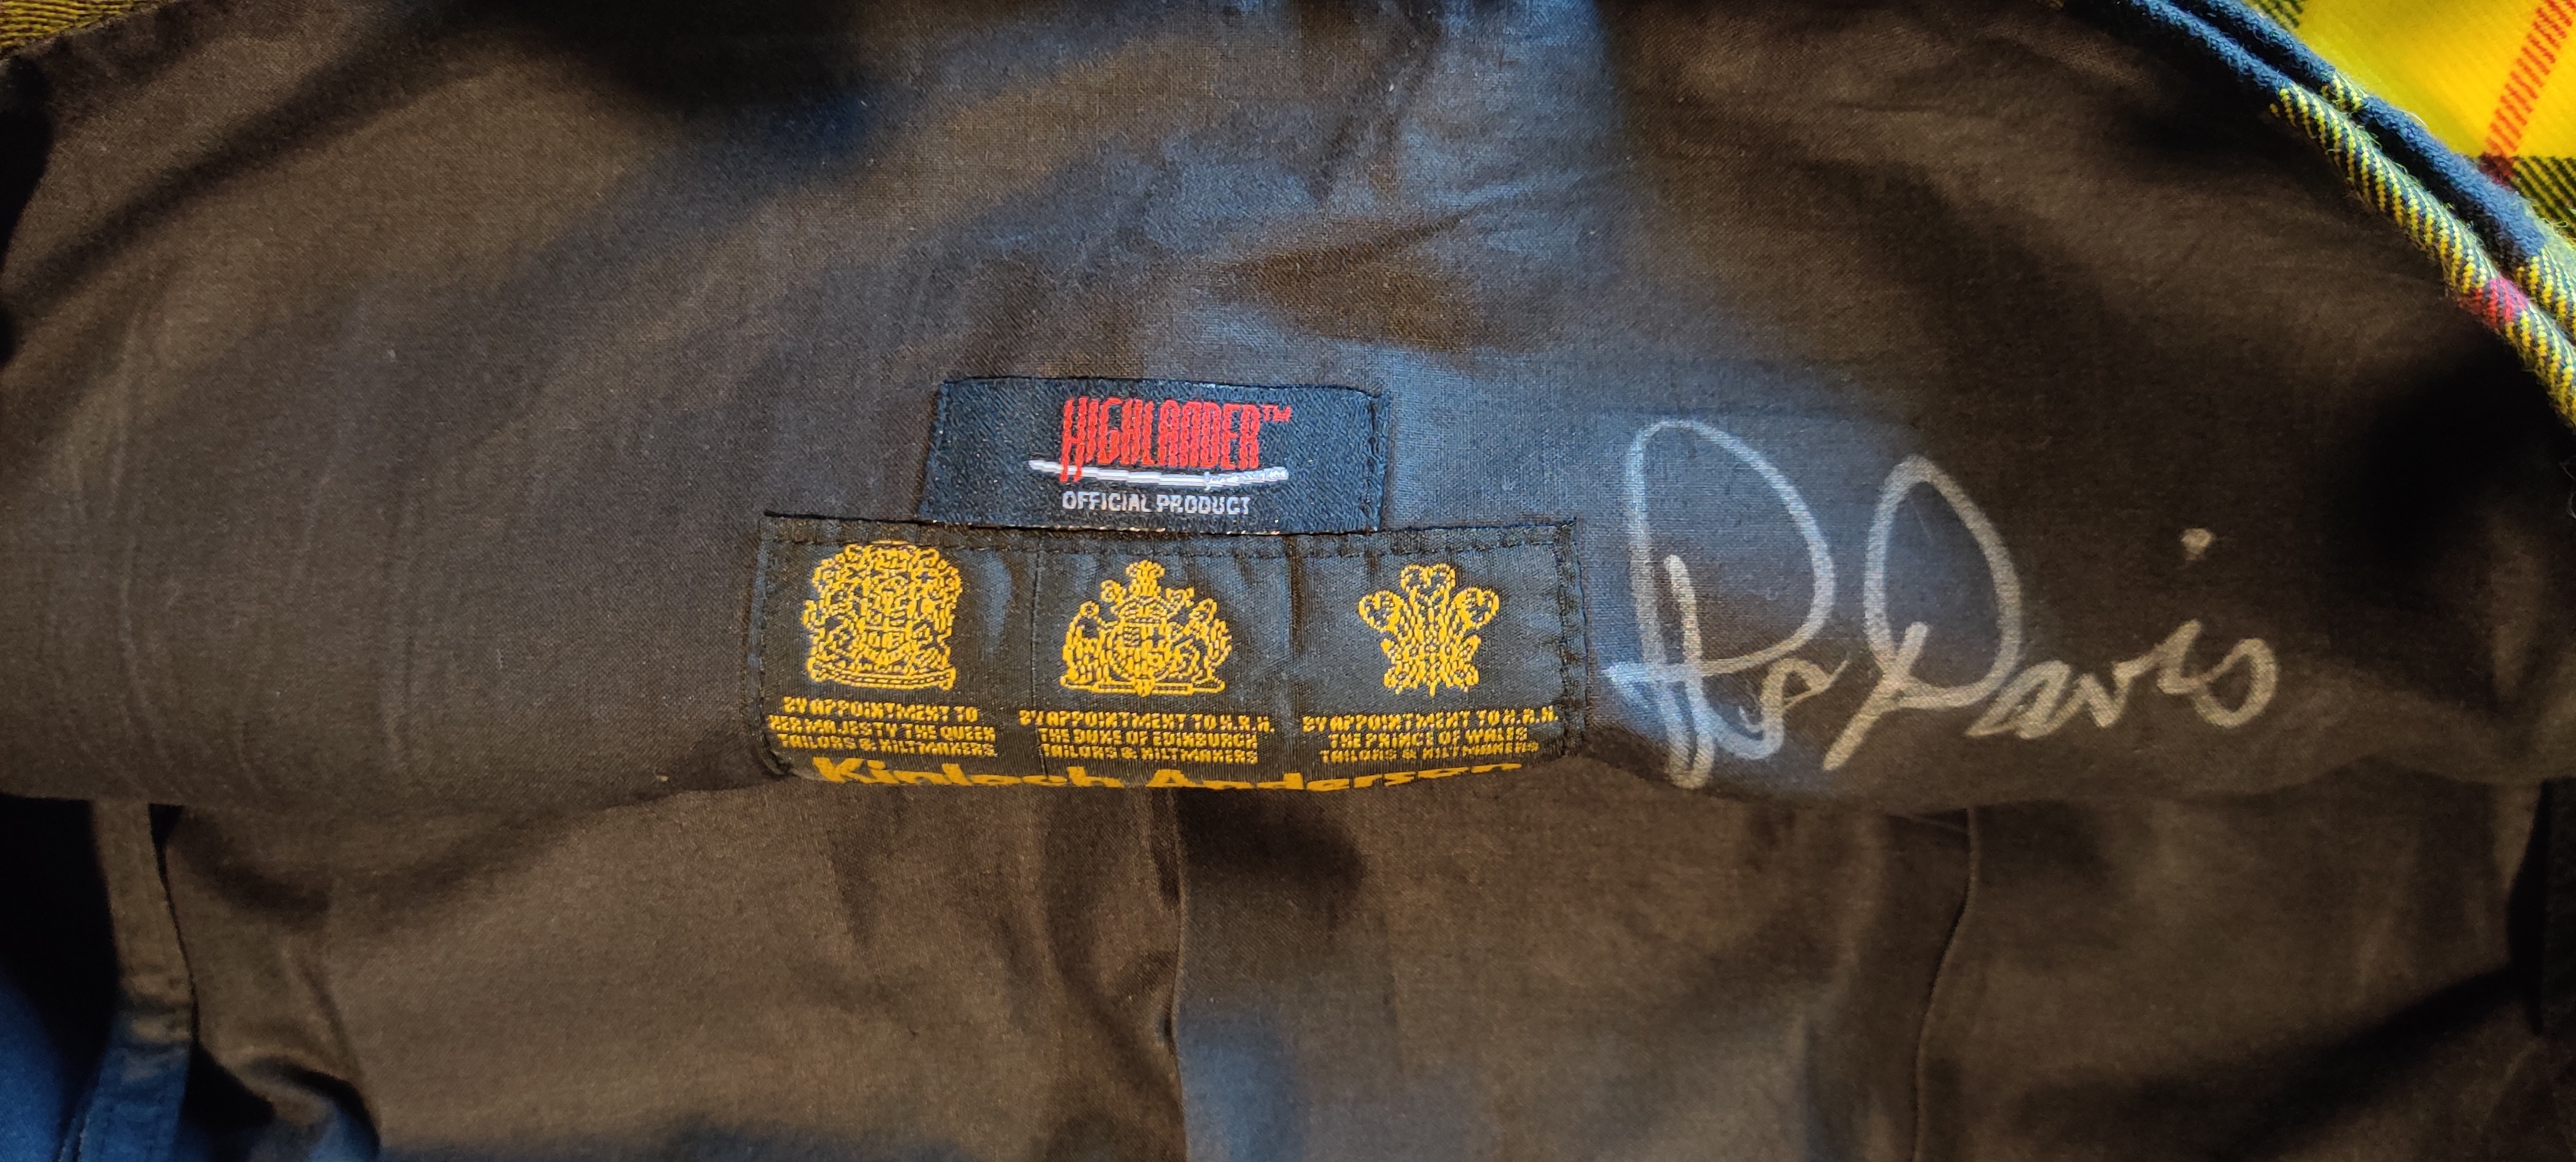 HIGHLANDER™
OFFICIAL PRODUCT
BY APPOINTMENT TO
HER MAJESTY THE QUEEN
TAILORS & KILTMAKERS
BY APPOINTMENT TO H.R.H.
THE DUKE OF EDINBURGH
TAILORS & KILTMAKERS
BY APPOINTMENT TO H.R.H.
THE PRINCE OF WALES
TAILORS & KILTMAKERS
Kinloch Anderson
Davis